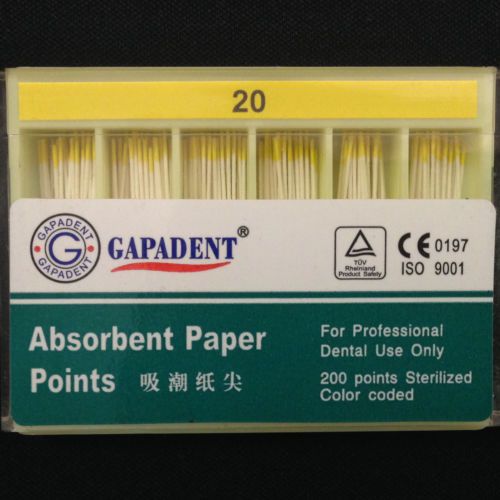 20
GAPADENT
G
GAPADENT
GAPADENT®
TÜV
Rheinland
Product Safety
CE 0197
ISO 9001
Absorbent Paper
Points 吸潮纸尖
For Professional
Dental Use Only
200 points Sterilized
Color coded